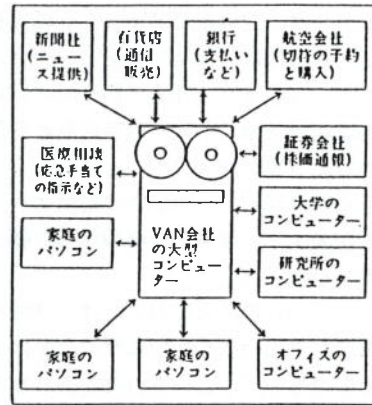 新聞社
(ニュー
ス提供)
百貨店
(通信
販売)
銀行
(支払い
など)
航空会社
(切符の予約
と購入)
医療相談
(応急手当て
の指示など)
証券会社
(株価通報)
家庭の
パソコン
VAN会社
の大型
コンピュ
ーター
大学の
コンピューター
研究所の
コンピューター
家庭の
パソコン
家庭の
パソコン
オフィスの
コンピューター